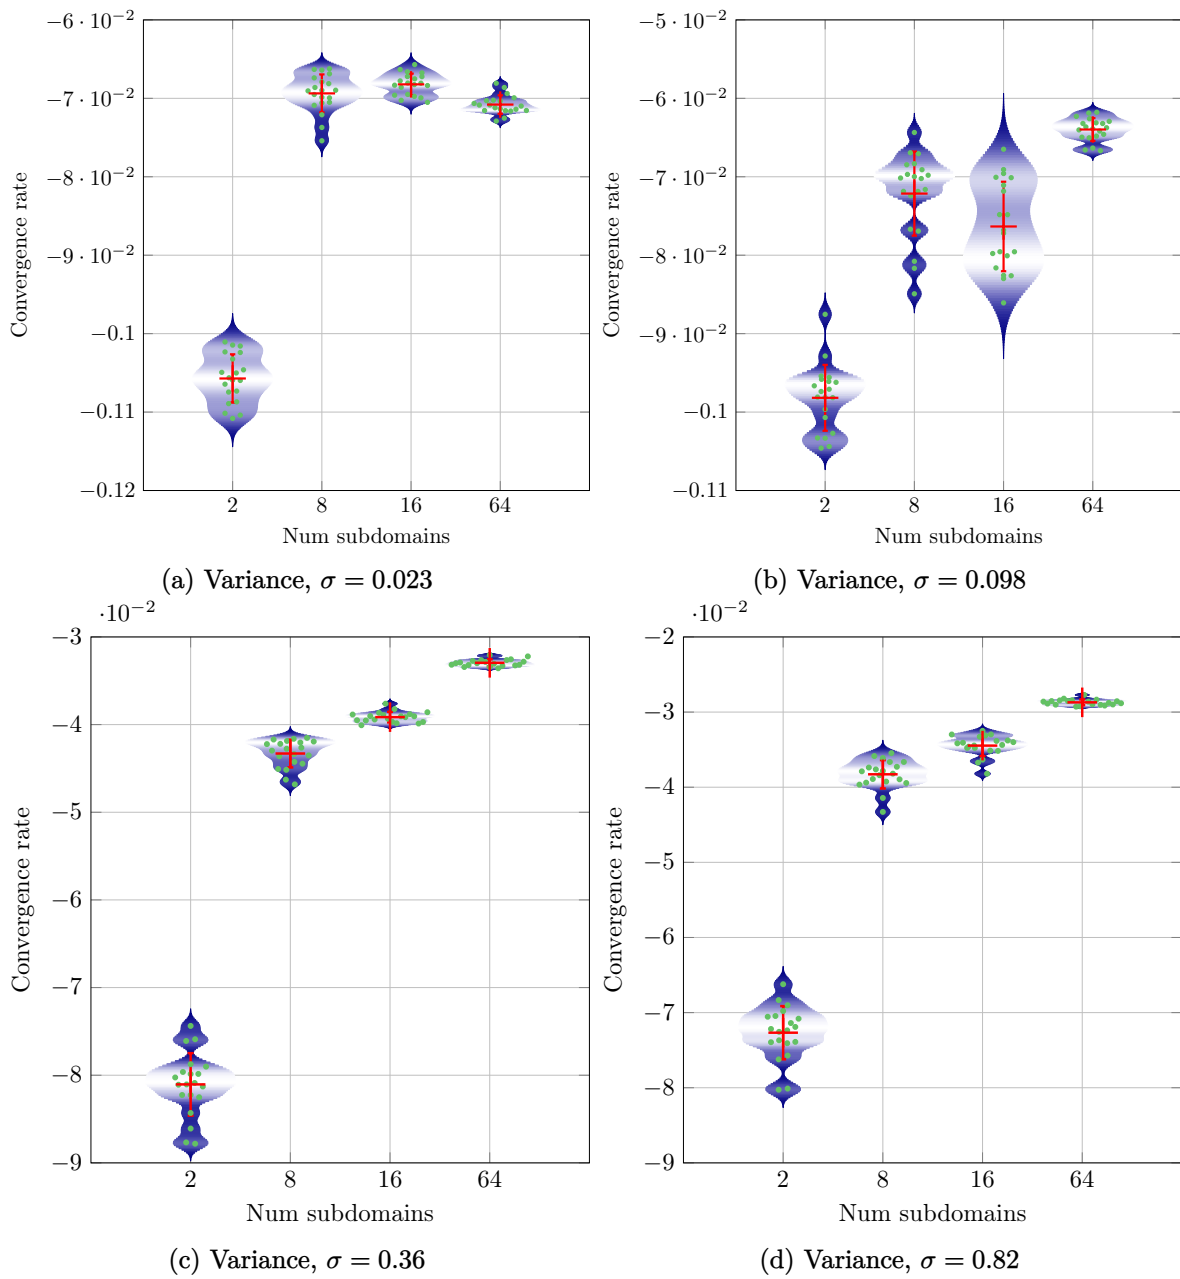 −6 · 10⁻²
−7 · 10⁻²
−8 · 10⁻²
−9 · 10⁻²
−0.1
−0.11
−0.12
Convergence rate
2 8 16 64
Num subdomains
(a) Variance, σ = 0.023
−5 · 10⁻²
−6 · 10⁻²
−7 · 10⁻²
−8 · 10⁻²
−9 · 10⁻²
−0.1
−0.11
Convergence rate
2 8 16 64
Num subdomains
(b) Variance, σ = 0.098
·10⁻²
−3
−4
−5
−6
−7
−8
−9
Convergence rate
2 8 16 64
Num subdomains
(c) Variance, σ = 0.36
·10⁻²
−2
−3
−4
−5
−6
−7
−8
−9
Convergence rate
2 8 16 64
Num subdomains
(d) Variance, σ = 0.82